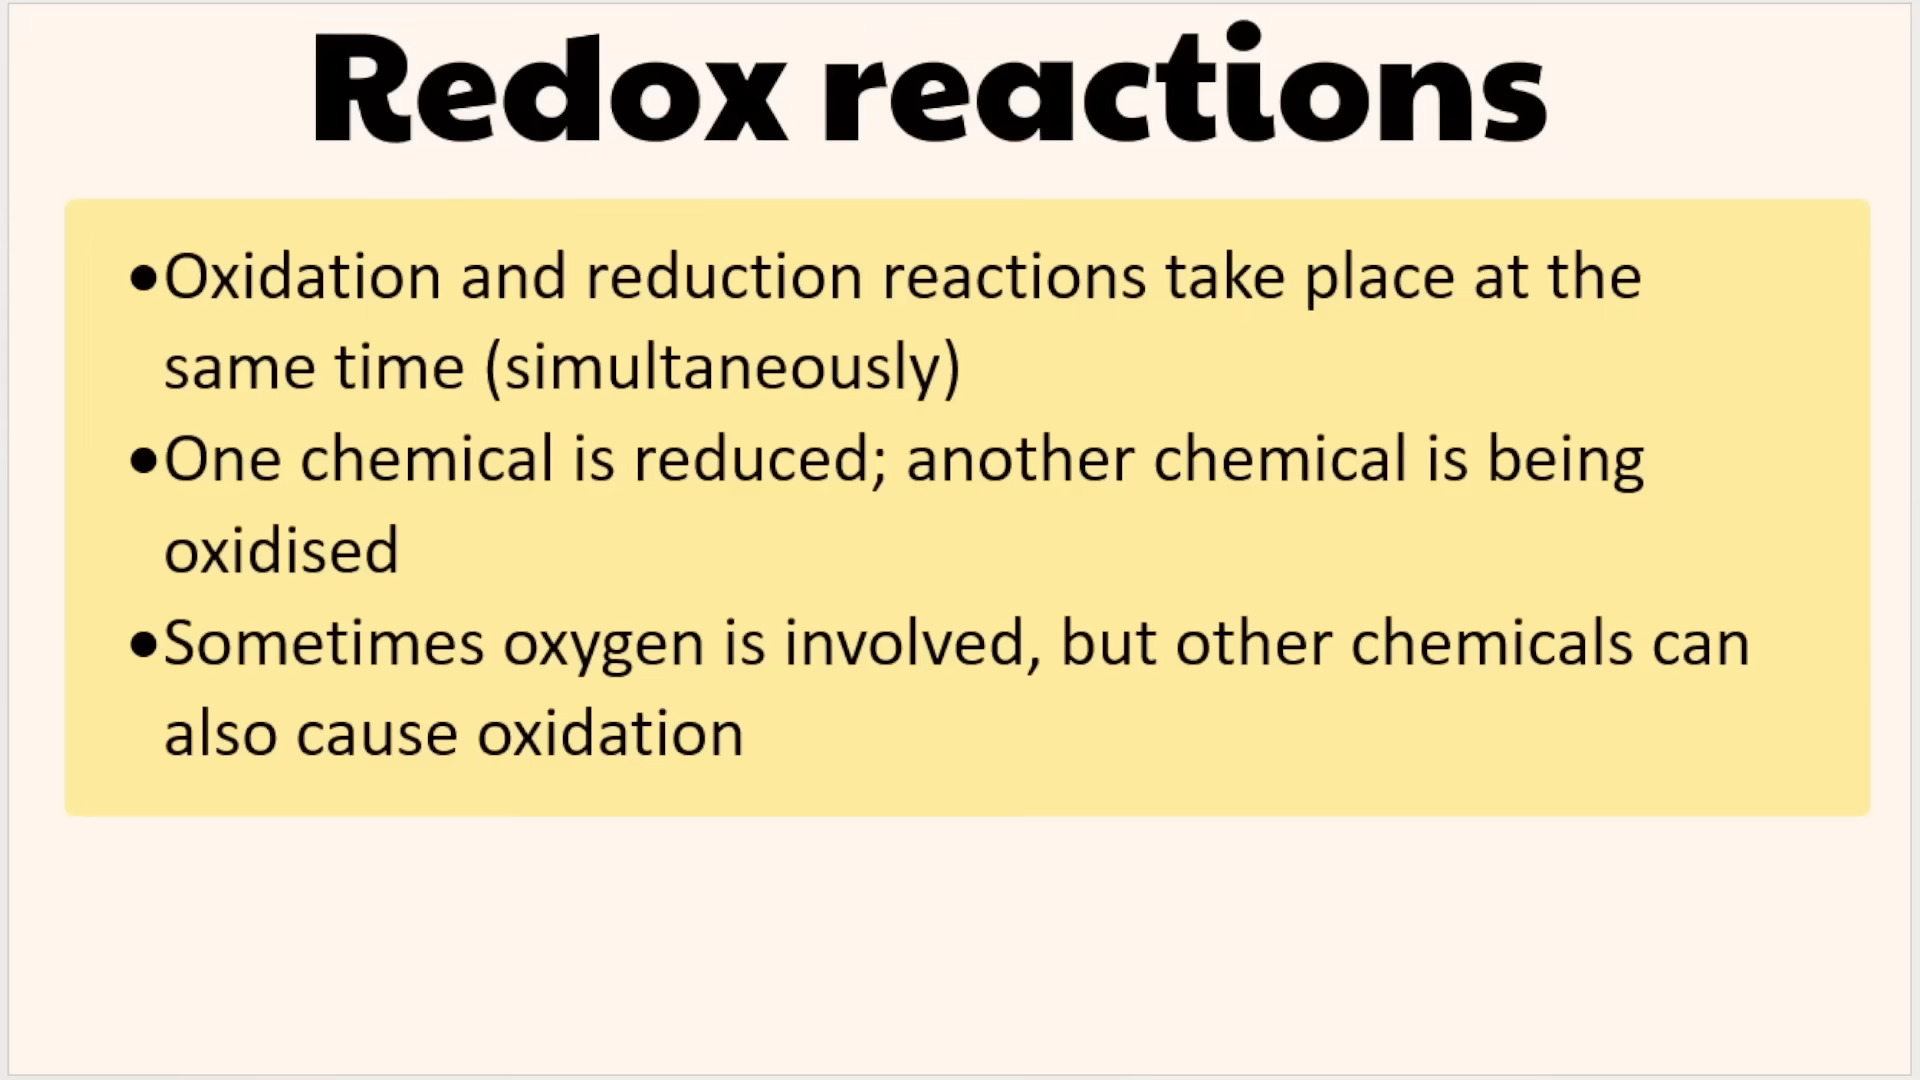 Redox reactions
•Oxidation and reduction reactions take place at the
same time (simultaneously)
•One chemical is reduced; another chemical is being
oxidised
•Sometimes oxygen is involved, but other chemicals can
also cause oxidation